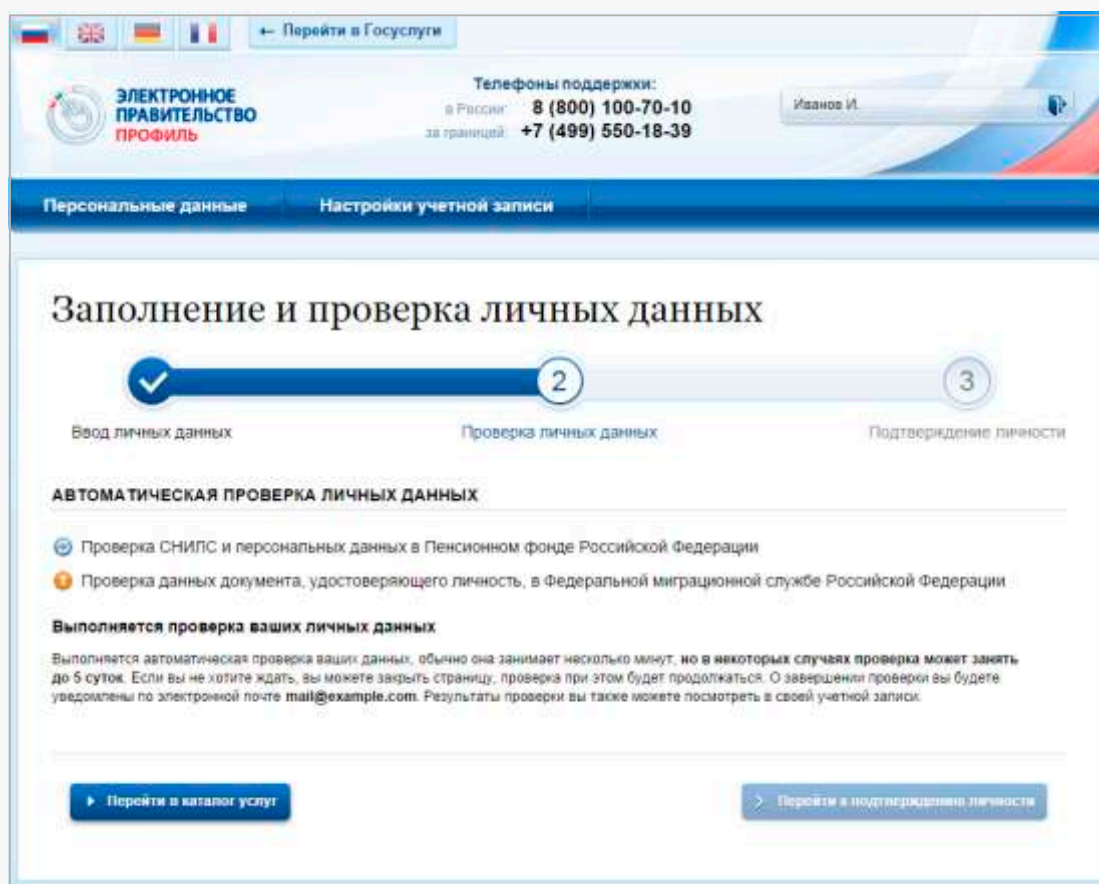 ← Перейти в Госуслуги
ЭЛЕКТРОННОЕ
ПРАВИТЕЛЬСТВО
ПРОФИЛЬ
Телефоны поддержки:
в России: 8 (800) 100-70-10
за границей: +7 (499) 550-18-39
Иванов И.
Персональные данные Настройки учетной записи
Заполнение и проверка личных данных
2 3
Ввод личных данных Проверка личных данных Подтверждение личности
АВТОМАТИЧЕСКАЯ ПРОВЕРКА ЛИЧНЫХ ДАННЫХ
Проверка СНИЛС и персональных данных в Пенсионном фонде Российской Федерации
Проверка данных документа, удостоверяющего личность, в Федеральной миграционной службе Российской Федерации
Выполняется проверка ваших личных данных
Выполняется автоматическая проверка ваших данных, обычно она занимает несколько минут, но в некоторых случаях проверка может занять
до 5 суток. Если вы не хотите ждать, вы можете закрыть страницу, проверка при этом будет продолжаться. О завершении проверки вы будете
уведомлены по электронной почте mail@example.com. Результаты проверки вы также можете посмотреть в своей учетной записи.
Перейти в каталог услуг Перейти к подтверждению личности